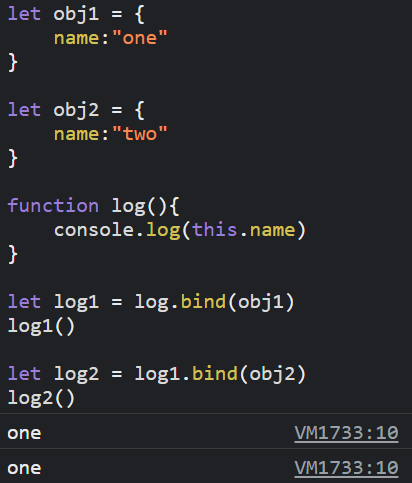 let obj1 = {
    name:"one"
}
let obj2 = {
    name:"two"
}
function log(){
    console.log(this.name)
}
let log1 = log.bind(obj1)
log1()
let log2 = log1.bind(obj2)
log2()
one VM1733:10
one VM1733:10